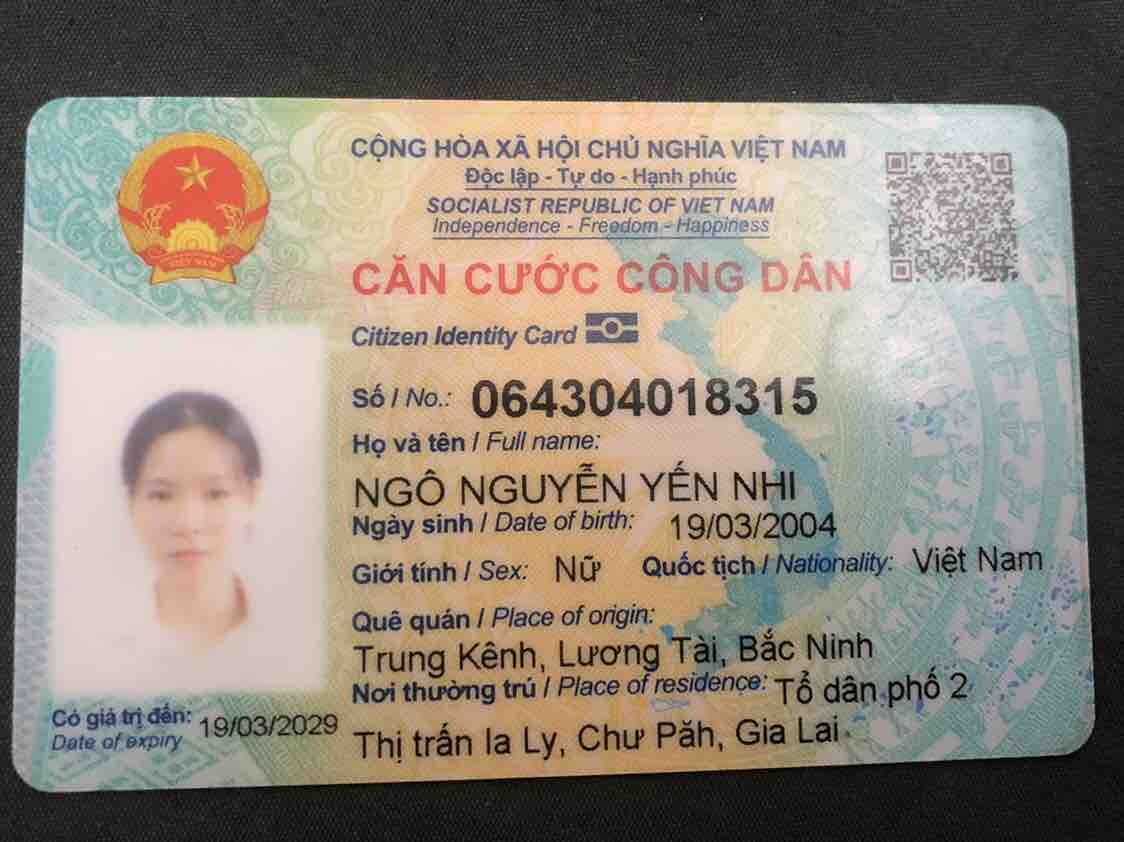 CỘNG HÒA XÃ HỘI CHỦ NGHĨA VIỆT NAM
Độc lập - Tự do - Hạnh phúc
SOCIALIST REPUBLIC OF VIET NAM
Independence - Freedom - Happiness
CĂN CƯỚC CÔNG DÂN
Citizen Identity Card
Số / No.: 064304018315
Họ và tên / Full name:
NGÔ NGUYỄN YẾN NHI
Ngày sinh / Date of birth: 19/03/2004
Giới tính / Sex: Nữ Quốc tịch / Nationality: Việt Nam
Quê quán / Place of origin:
Trung Kênh, Lương Tài, Bắc Ninh
Nơi thường trú / Place of residence: Tổ dân phố 2
Thị trấn Ia Ly, Chư Păh, Gia Lai
Có giá trị đến: 19/03/2029
Date of expiry
VIỆT NAM